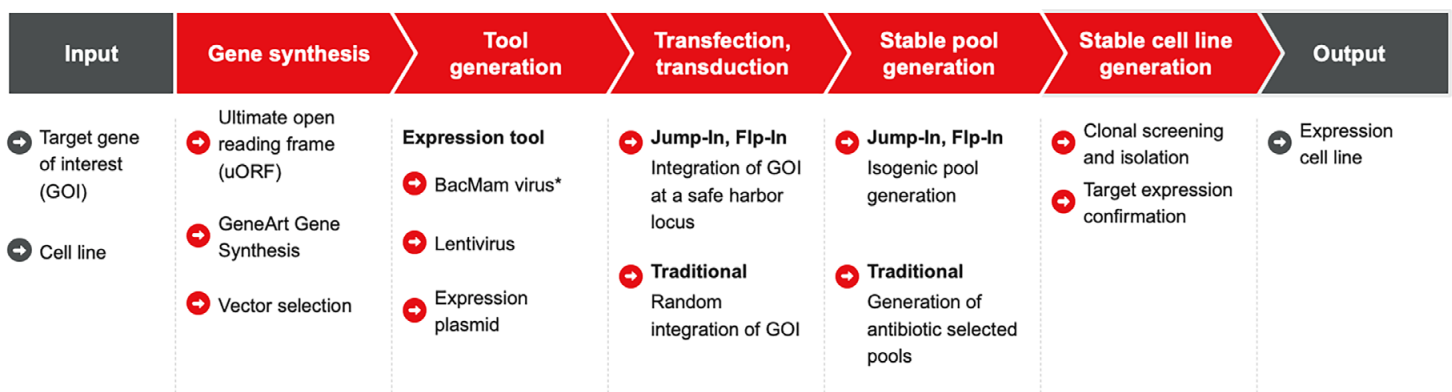 Input
Gene synthesis
Tool
generation
Transfection,
transduction
Stable pool
generation
Stable cell line
generation
Output
Target gene
of interest
(GOI)
Cell line
Ultimate open
reading frame
(uORF)
GeneArt Gene
Synthesis
Vector selection
Expression tool
BacMam virus*
Lentivirus
Expression
plasmid
Jump-In, Flp-In
Integration of GOI
at a safe harbor
locus
Traditional
Random
integration of GOI
Jump-In, Flp-In
Isogenic pool
generation
Traditional
Generation of
antibiotic selected
pools
Clonal screening
and isolation
Target expression
confirmation
Expression
cell line